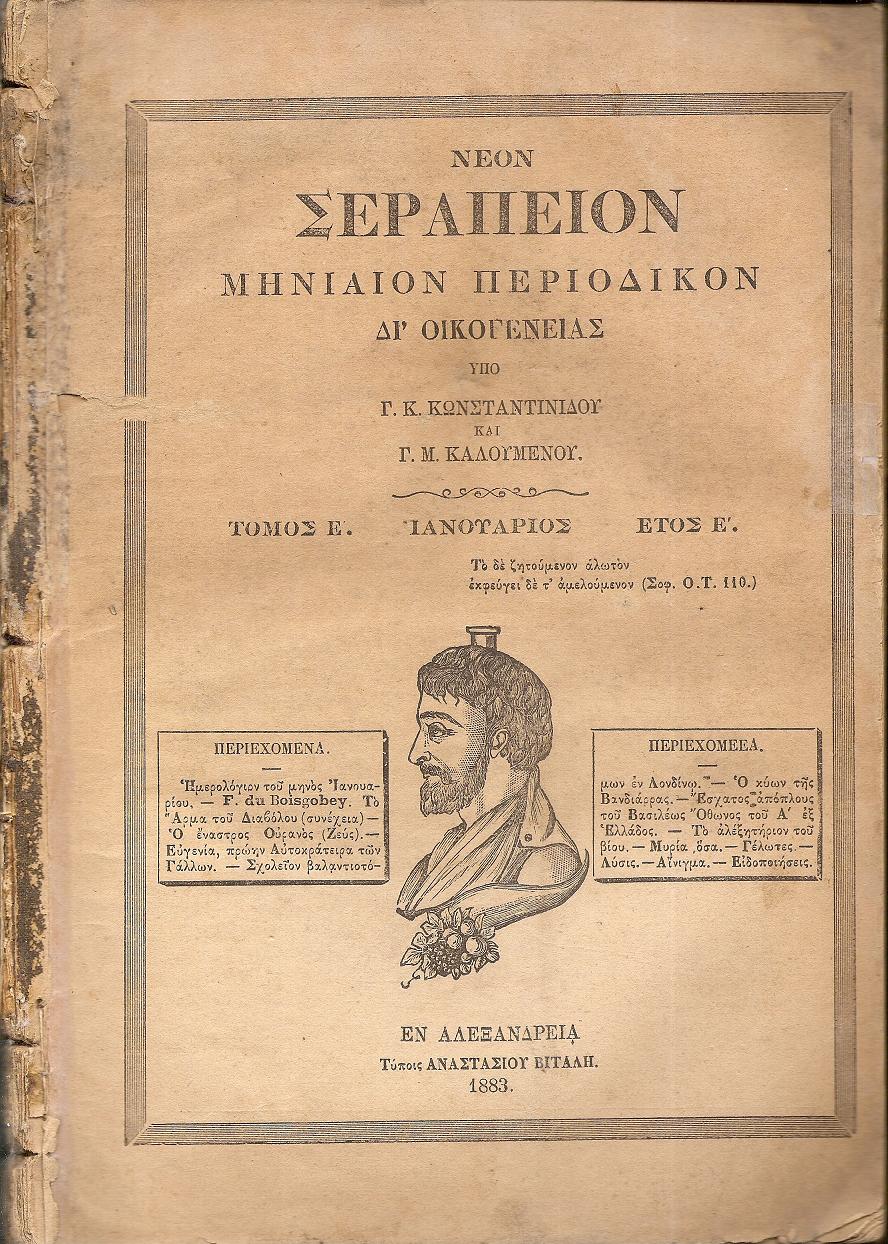 ΝΕΟΝ
ΣΕΡΑΠΕΙΟΝ
ΜΗΝΙΑΙΟΝ ΠΕΡΙΟΔΙΚΟΝ
ΔΙ' ΟΙΚΟΓΕΝΕΙΑΣ
ΥΠΟ
Γ. Κ. ΚΩΝΣΤΑΝΤΙΝΙΔΟΥ
ΚΑΙ
Γ. Μ. ΚΑΛΟΥΜΕΝΟΥ.
ΤΟΜΟΣ Ε΄. ἸΑΝΟΥΑΡΙΟΣ ΕΤΟΣ Ε΄.
Τὸ δὲ ζητούμενον ἁλωτὸν
ἐκφεύγει δὲ τ' ἀμελούμενον (Σοφ. Ο.Τ. 110.)
ΠΕΡΙΕΧΟΜΕΝΑ.
Ἡμερολόγιον τοῦ μηνὸς Ἰανουα-
ρίου. — F. du Boisgobey. Τὸ
Ἅρμα τοῦ Διαβόλου (συνέχεια) —
Ὁ ἔναστρος Οὐρανὸς (Ζεύς). —
Εὐγενία, πρώην Αὐτοκράτειρα τῶν
Γάλλων. — Σχολεῖον βαλαντιοτό-
ΠΕΡΙΕΧΟΜΕΕΑ.
μων ἐν Λονδίνῳ. — Ὁ κύων τῆς
Βανδιάρρας. — Ἔσχατος ἀπόπλους
τοῦ Βασιλέως Ὄθωνος τοῦ Α' ἐξ
Ἑλλάδος. — Τὸ ἀλεξητήριον τοῦ
βίου. — Μυρία ὅσα. — Γέλωτες. —
Λύσις. — Αἴνιγμα. — Εἰδοποιήσεις.
ΕΝ ΑΛΕΞΑΝΔΡΕΙᾼ
Τύποις ΑΝΑΣΤΑΣΙΟΥ ΒΙΤΑΛΗ.
1883.